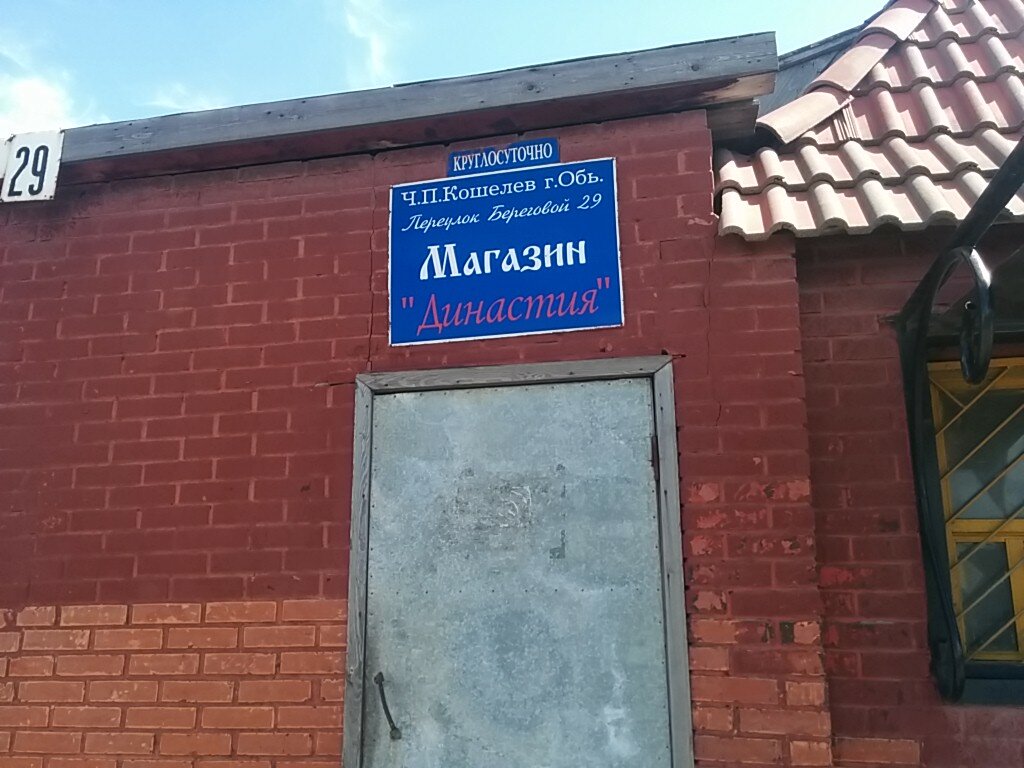 29
КРУГЛОСУТОЧНО
Ч.П.Кошелев г.Обь.
Переулок Береговой 29
Магазин
"Династия"